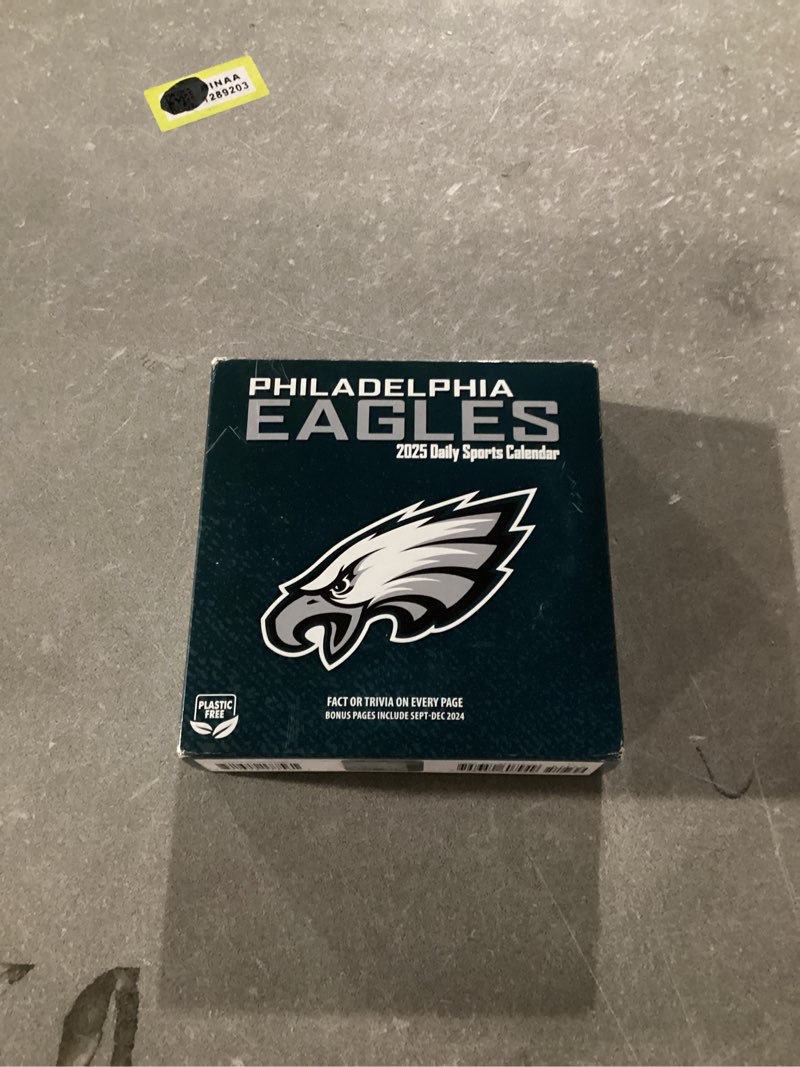 INAA
289203
PHILADELPHIA
EAGLES
2025 Daily Sports Calendar
FACT OR TRIVIA ON EVERY PAGE
BONUS PAGES INCLUDE SEPT-DEC 2024
PLASTIC
FREE